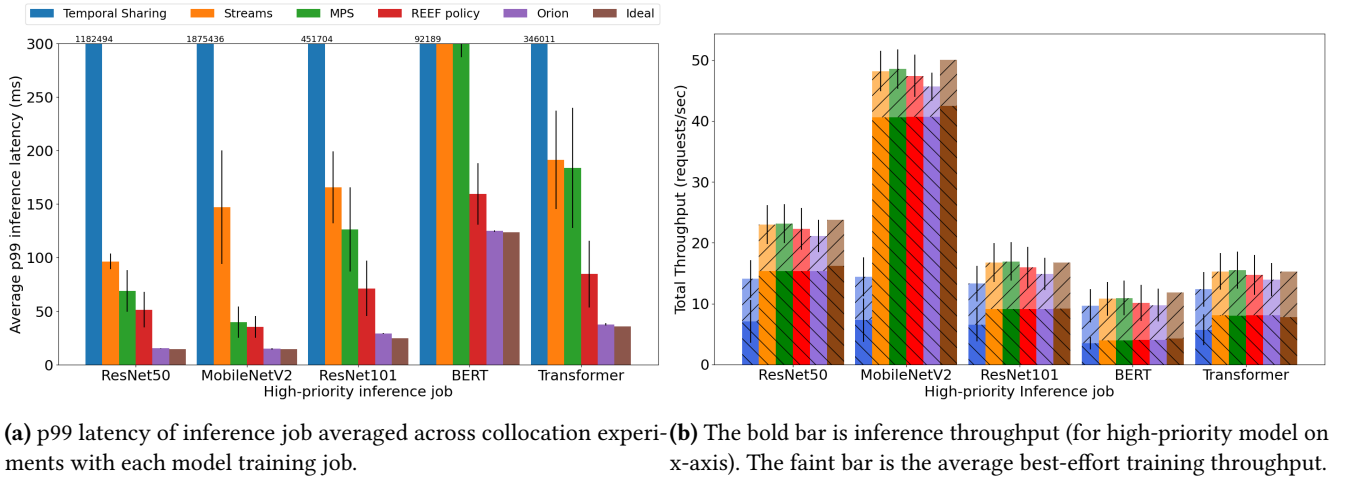 Temporal Sharing Streams MPS REEF policy Orion Ideal
1182494 1875436 451704 92189 346011
Average p99 inference latency (ms)
300
250
200
150
100
50
0
ResNet50 MobileNetV2 ResNet101 BERT Transformer
High-priority inference job
Total Throughput (requests/sec)
50
40
30
20
10
0
ResNet50 MobileNetV2 ResNet101 BERT Transformer
High-priority Inference job
(a) p99 latency of inference job averaged across collocation experi-
ments with each model training job.
(b) The bold bar is inference throughput (for high-priority model on
x-axis). The faint bar is the average best-effort training throughput.